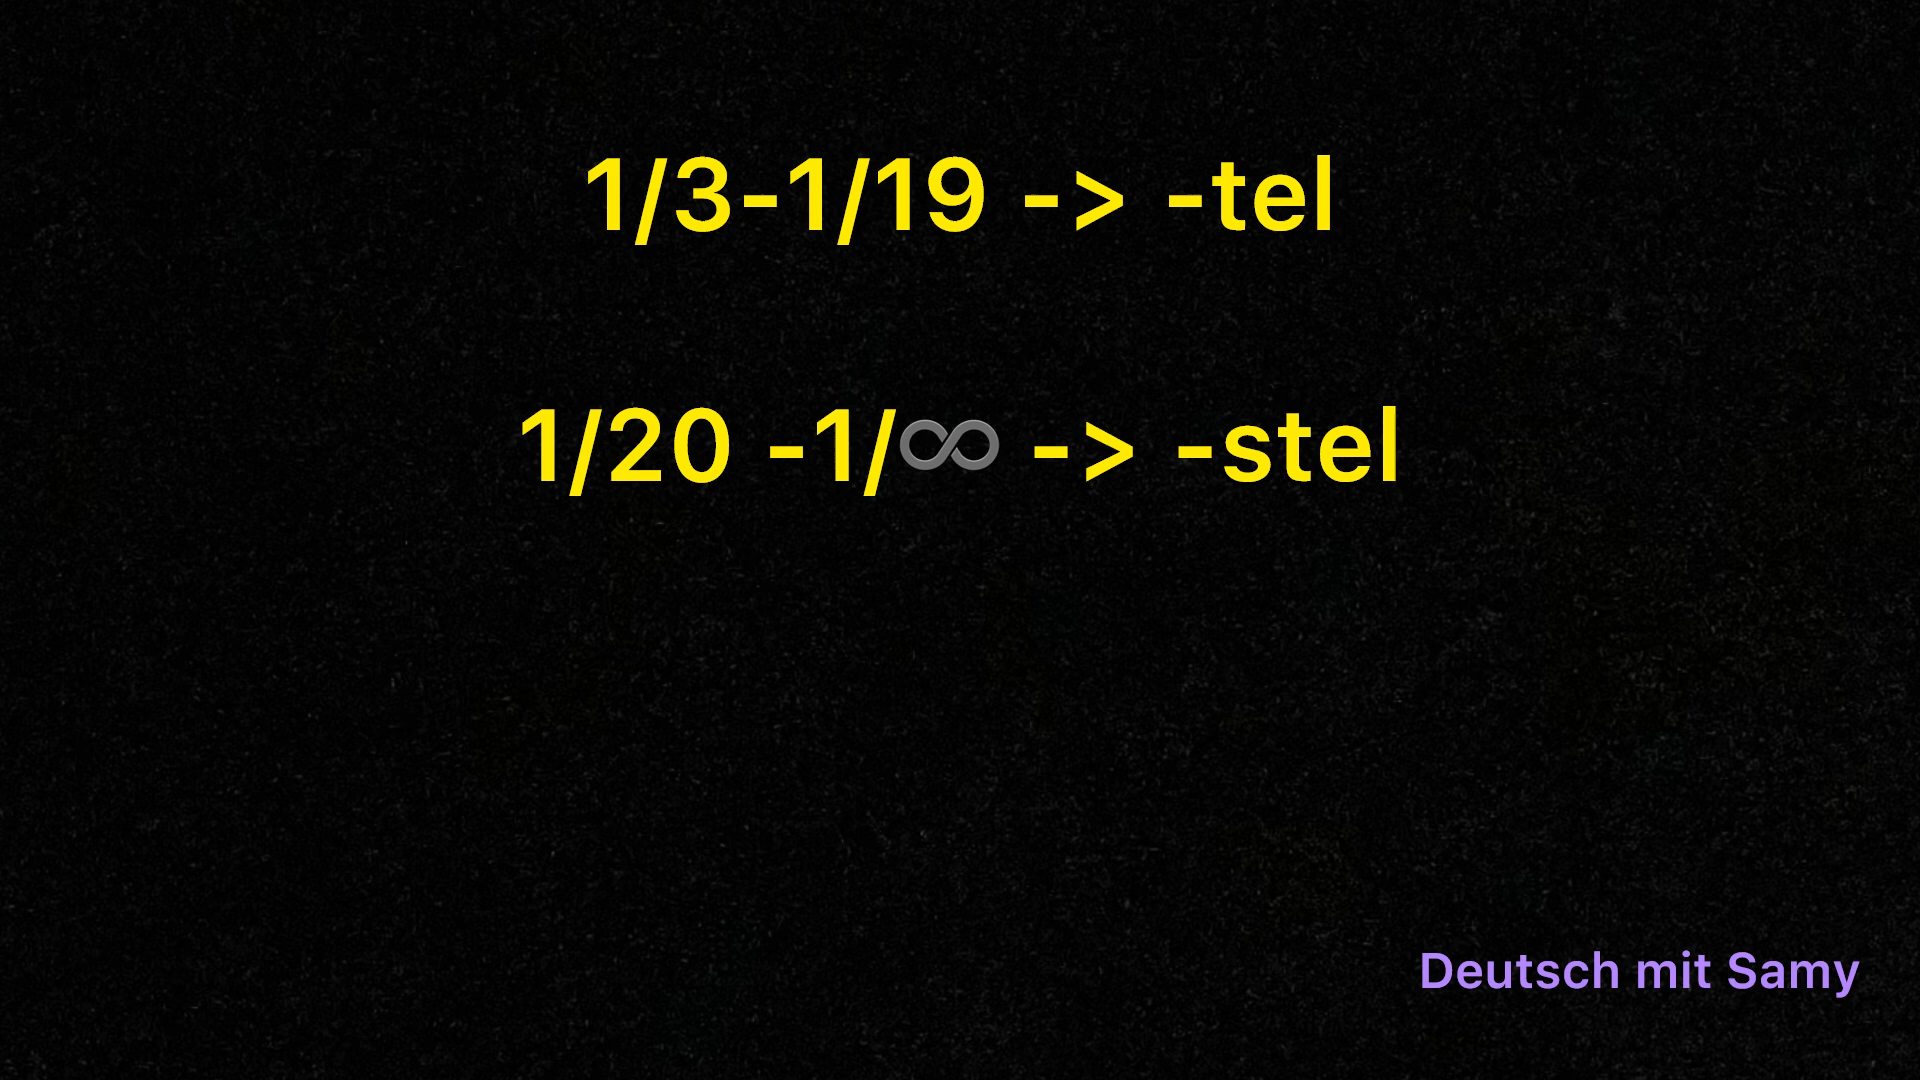 1/3-1/19 -> -tel
1/20 -1/∞ -> -stel
Deutsch mit Samy